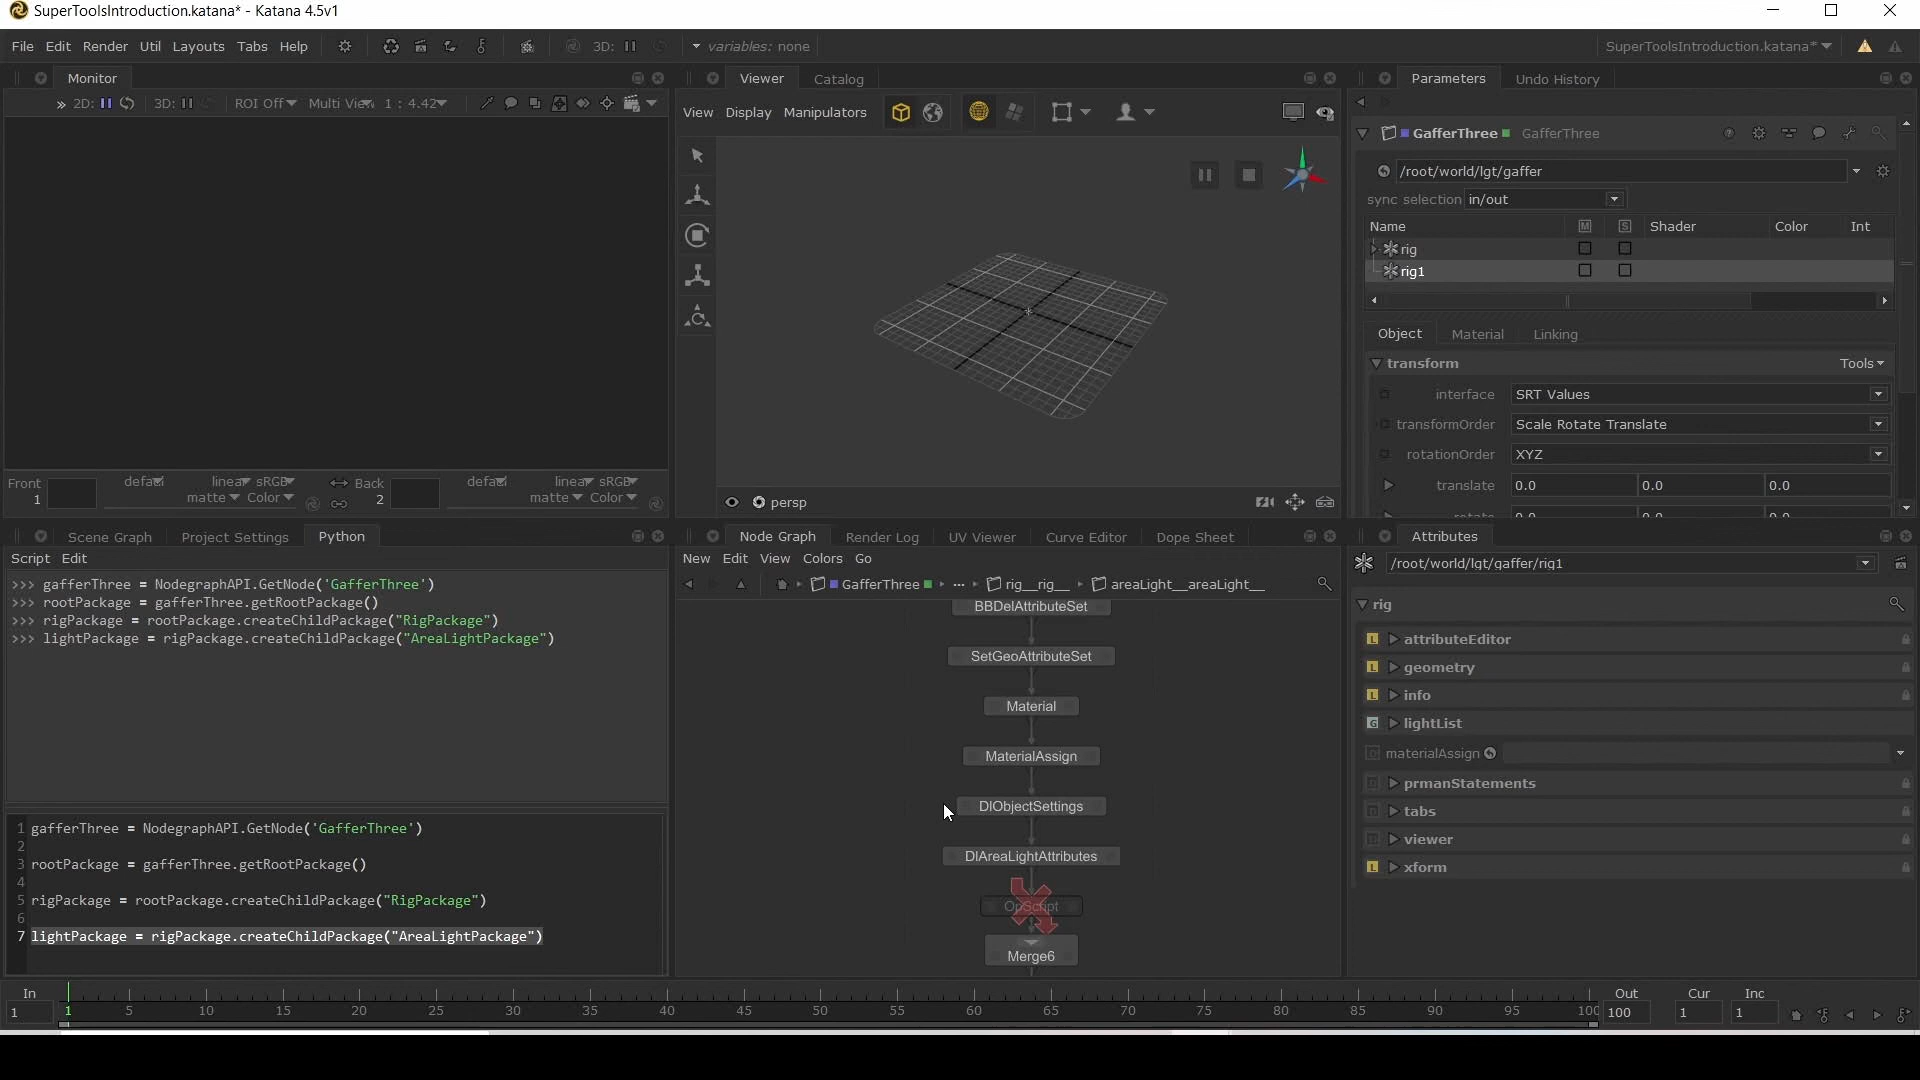 SuperToolsIntroduction.katana* - Katana 4.5v1
File Edit Render Util Layouts Tabs Help
3D:
variables: none
SuperToolsIntroduction.katana*
Monitor
2D: 3D: ROI Off Multi View 1 : 4.42
Front
1
linear sRGB
matte Color
Back
2
linear sRGB
matte Color
Viewer Catalog
View Display Manipulators
persp
Parameters Undo History
GafferThree GafferThree
/root/world/lgt/gaffer
sync selection in/out
Name M S Shader Color Int
rig
rig1
Object Material Linking
transform Tools
interface SRT Values
transformOrder Scale Rotate Translate
rotationOrder XYZ
translate 0.0 0.0 0.0
rotate 0.0 0.0 0.0
Scene Graph Project Settings Python
Script Edit
>>> gafferThree = NodegraphAPI.GetNode('GafferThree')
>>> rootPackage = gafferThree.getRootPackage()
>>> rigPackage = rootPackage.createChildPackage("RigPackage")
>>> lightPackage = rigPackage.createChildPackage("AreaLightPackage")
1 gafferThree = NodegraphAPI.GetNode('GafferThree')
2
3 rootPackage = gafferThree.getRootPackage()
4
5 rigPackage = rootPackage.createChildPackage("RigPackage")
6
7 lightPackage = rigPackage.createChildPackage("AreaLightPackage")
Node Graph Render Log UV Viewer Curve Editor Dope Sheet
New Edit View Colors Go
GafferThree ... rig__rig__ areaLight__areaLight__
BBDelAttributeSet
SetGeoAttributeSet
Material
MaterialAssign
DlObjectSettings
DlAreaLightAttributes
OpScript
Merge6
Attributes
/root/world/lgt/gaffer/rig1
rig
L attributeEditor
L geometry
L info
G lightList
materialAssign
prmanStatements
tabs
viewer
L xform
In
1
1 5 10 15 20 25 30 35 40 45 50 55 60 65 70 75 80 85 90 95 100
Out
100
Cur
1
Inc
1